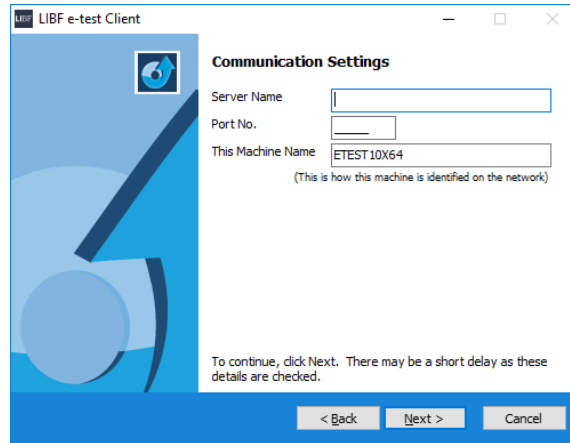 LIBF LIBF e-test Client
Communication Settings
Server Name
Port No.
This Machine Name ETEST10X64
(This is how this machine is identified on the network)
To continue, click Next. There may be a short delay as these
details are checked.
< Back Next > Cancel